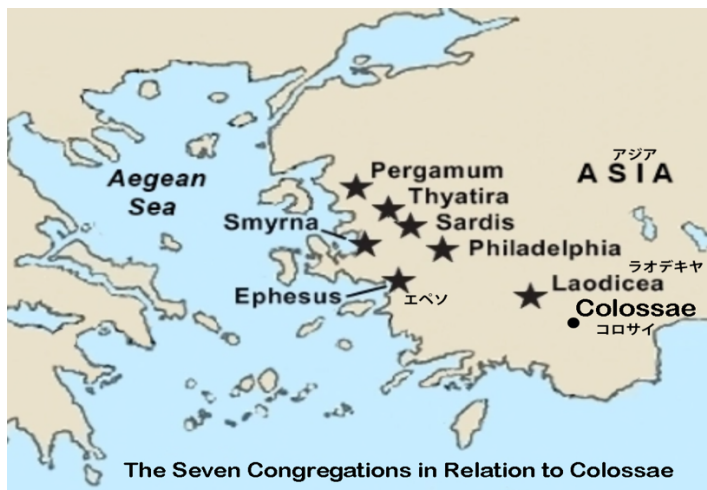 アジア
ASIA
Pergamum
Aegean
Sea
Thyatira
Smyrna
Sardis
Philadelphia
ラオデキヤ
Laodicea
Ephesus
エペソ
Colossae
コロサイ
The Seven Congregations in Relation to Colossae